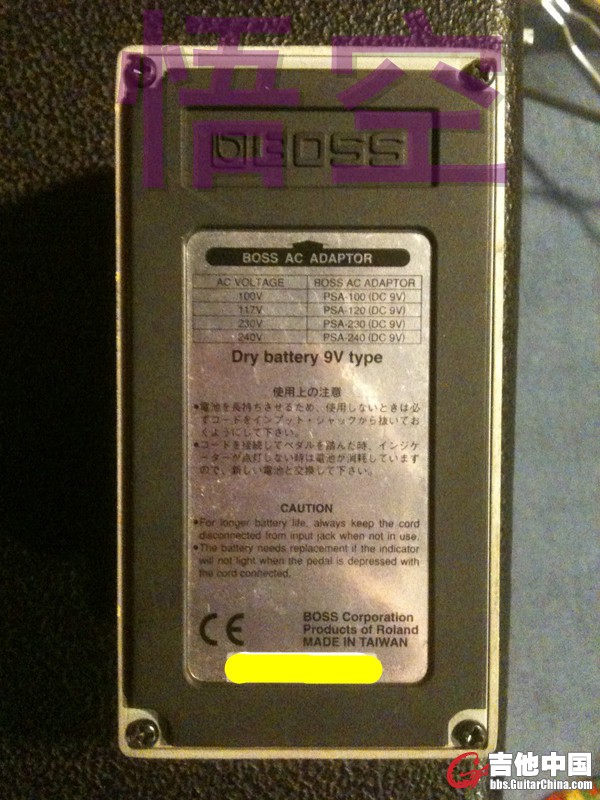 悟空
BOSS
BOSS AC ADAPTOR
AC VOLTAGE BOSS AC ADAPTOR
100V PSA-100 (DC 9V)
117V PSA-120 (DC 9V)
230V PSA-230 (DC 9V)
240V PSA-240 (DC 9V)
Dry battery 9V type
使用上の注意
●電池を長持ちさせるため、使用しないときは必
ずコードをインプット・ジャックから抜いてお
くようにして下さい。
●コードを接続してペダルを踏んだ時、インジケ
ーターが点灯しない時は電池が消耗しています
ので、新しい電池と交換して下さい。
CAUTION
●For longer battery life, always keep the cord
disconnected from input jack when not in use.
●The battery needs replacement if the indicator
will not light when the pedal is depressed with
the cord connected.
CE
BOSS Corporation
Products of Roland
MADE IN TAIWAN
吉他中国
bbs.GuitarChina.com